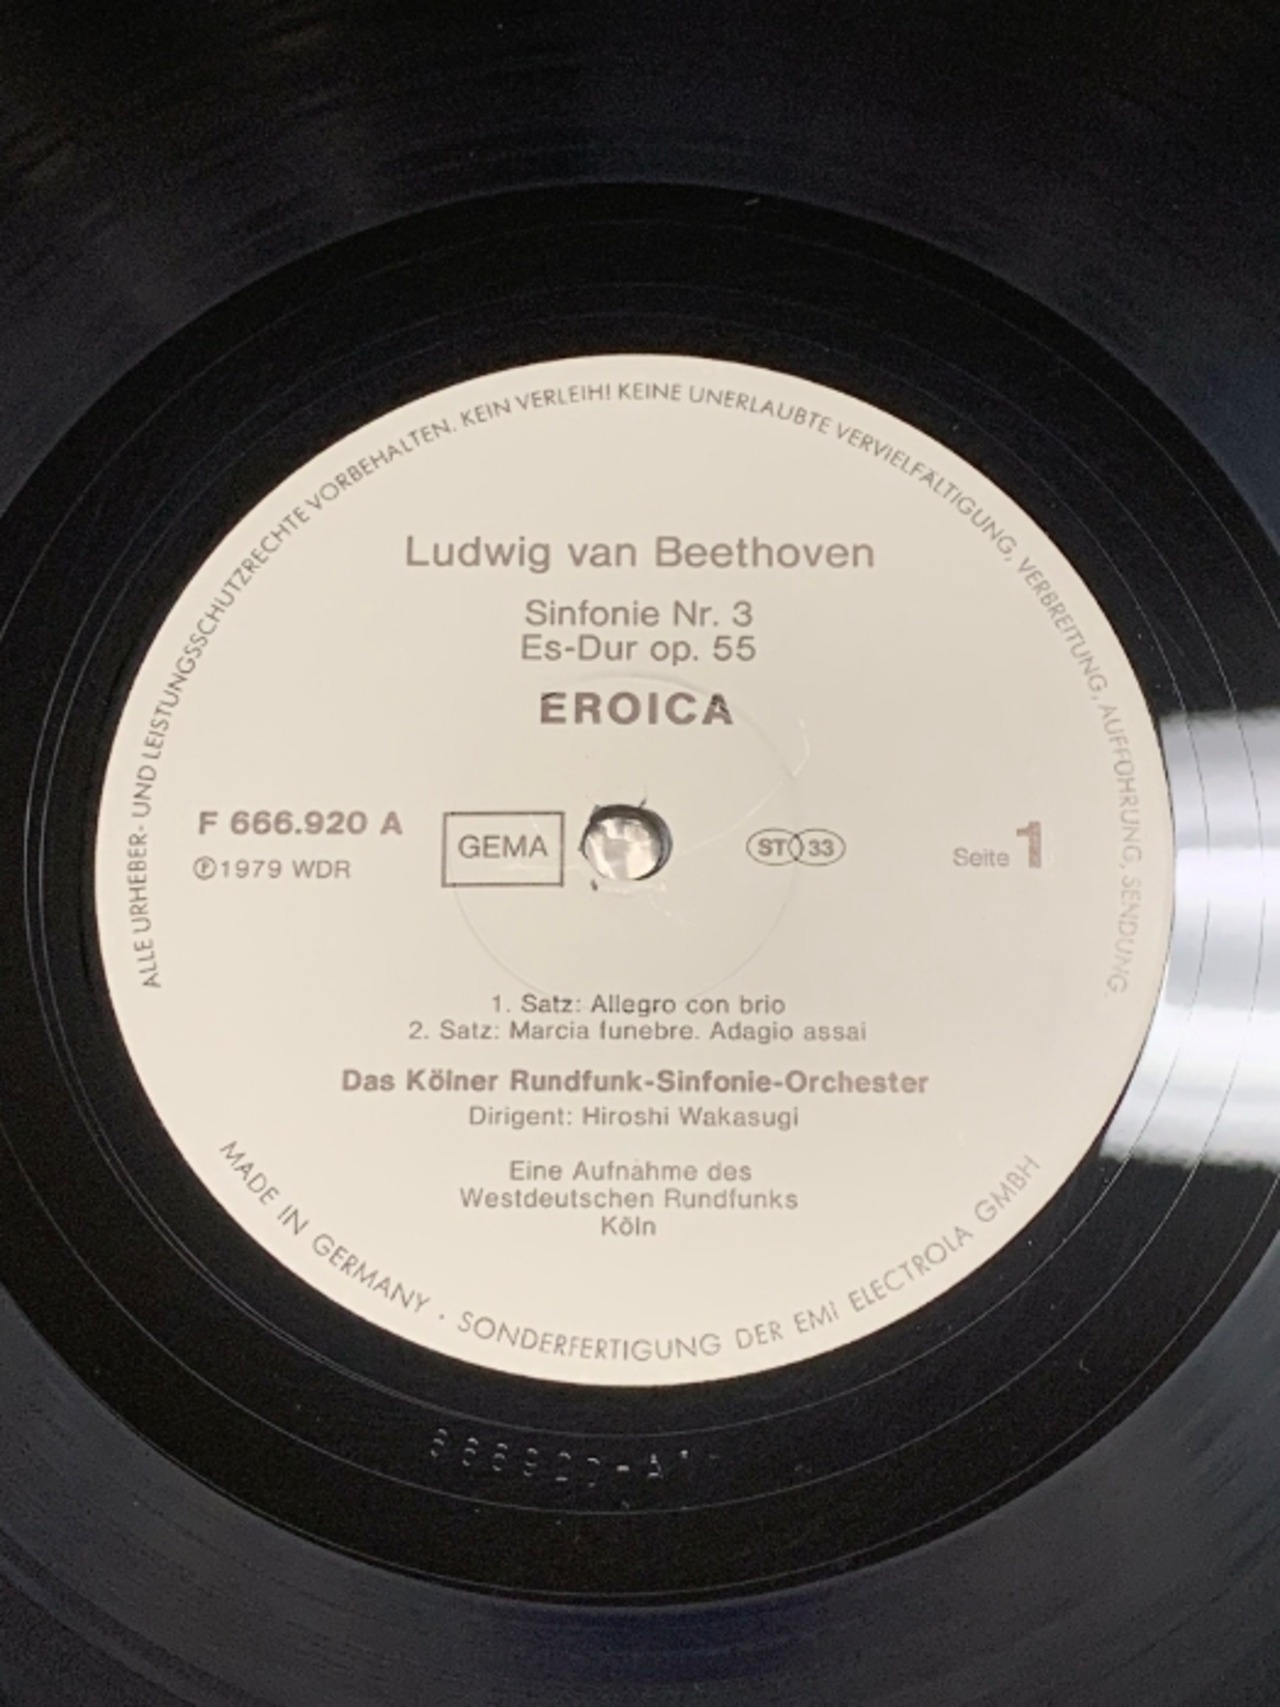 ALLE URHEBER- UND LEISTUNGSSCHUTZRECHTE VORBEHALTEN. KEIN VERLEIH! KEINE UNERLAUBTE VERVIELFÄLTIGUNG, VERBREITUNG, AUFFÜHRUNG, SENDUNG.
Ludwig van Beethoven
Sinfonie Nr. 3
Es-Dur op. 55
EROICA
F 666.920 A
℗1979 WDR
GEMA
ST 33
Seite 1
1. Satz: Allegro con brio
2. Satz: Marcia funebre. Adagio assai
Das Kölner Rundfunk-Sinfonie-Orchester
Dirigent: Hiroshi Wakasugi
Eine Aufnahme des
Westdeutschen Rundfunks
Köln
MADE IN GERMANY · SONDERFERTIGUNG DER EMI ELECTROLA GMBH
666920-A